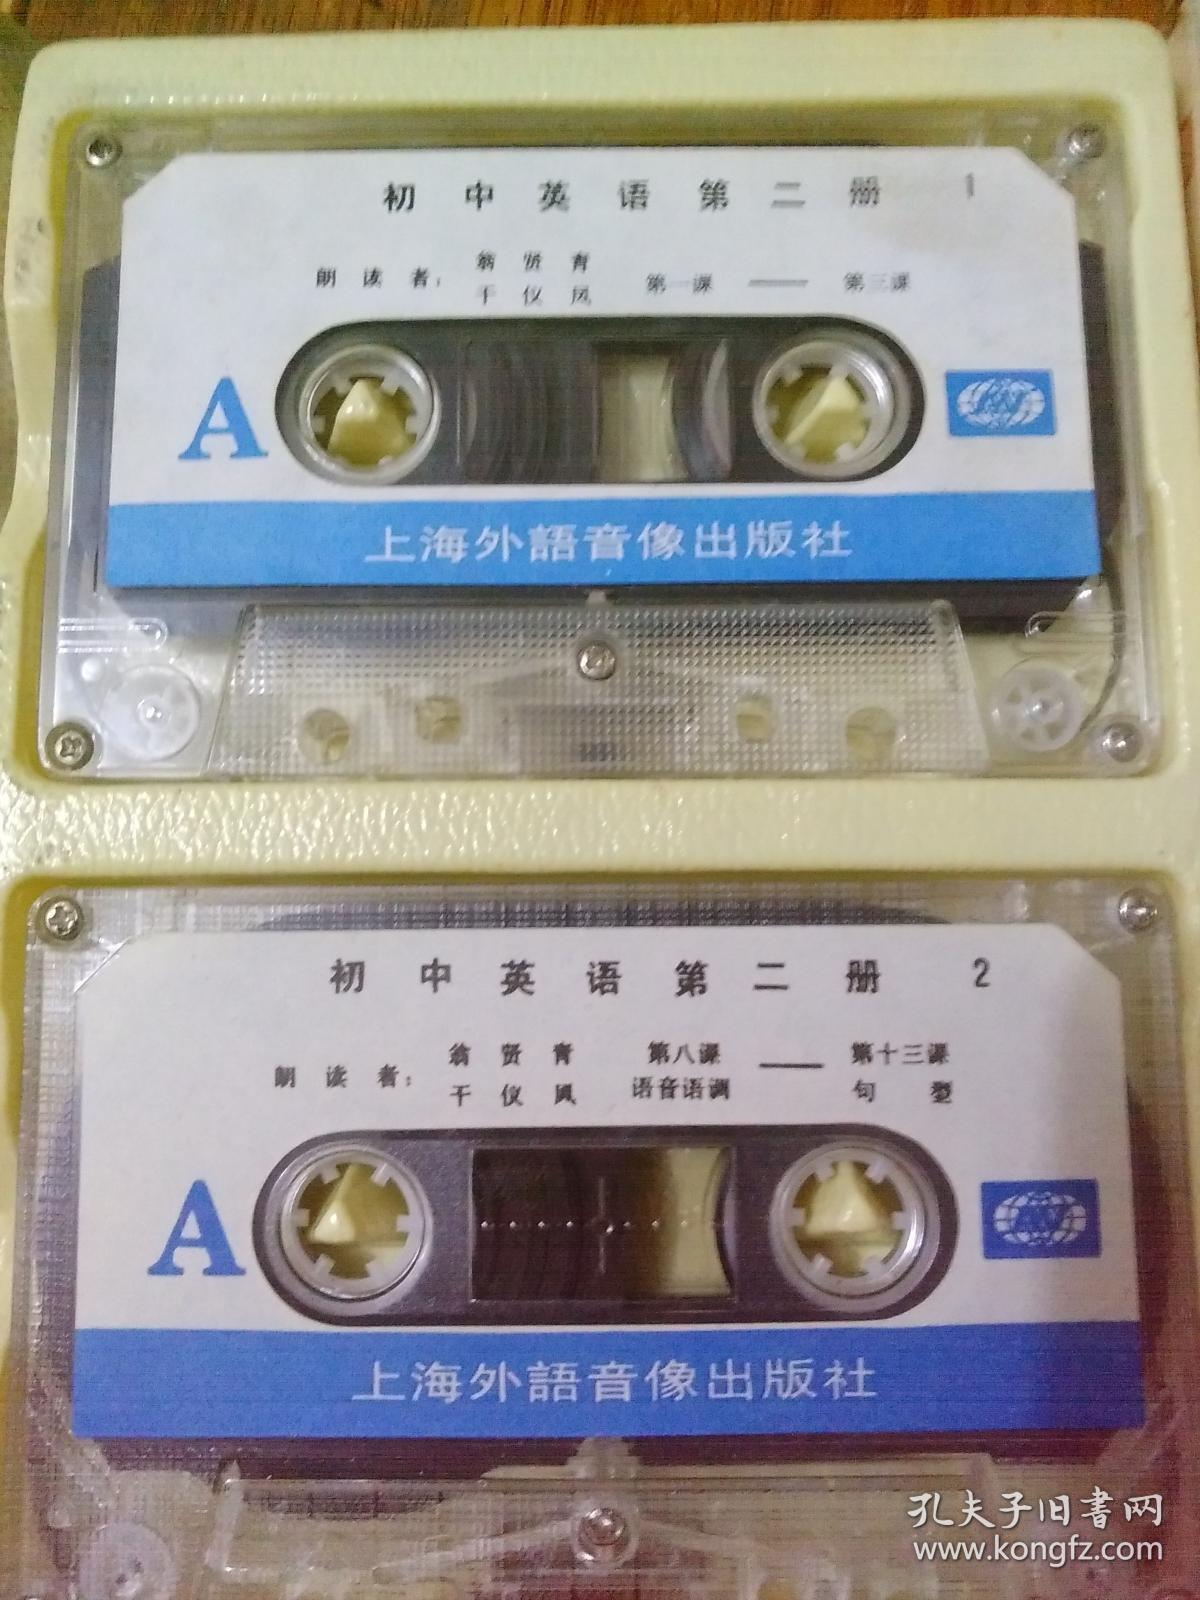 初中英语第二册 1
翁贤青
朗读者： 第一课 —— 第三课
干仪凤
A
上海外語音像出版社
初中英语第二册 2
翁贤青 第八课 —— 第十三课
朗读者：
干仪凤 语音语调 句型
A
上海外語音像出版社
孔夫子旧書网
www.kongfz.com